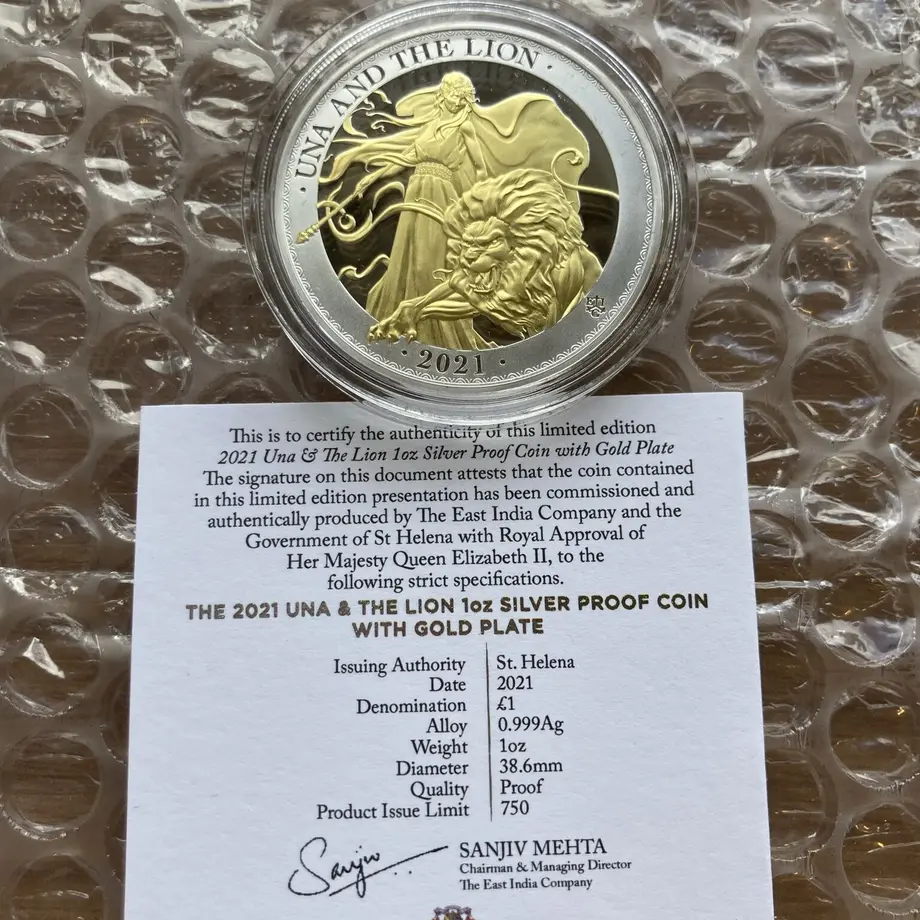 · UNA AND THE LION ·
· 2021 ·
This is to certify the authenticity of this limited edition
2021 Una & The Lion 1oz Silver Proof Coin with Gold Plate
The signature on this document attests that the coin contained
in this limited edition presentation has been commissioned and
authentically produced by The East India Company and the
Government of St Helena with Royal Approval of
Her Majesty Queen Elizabeth II, to the
following strict specifications.
THE 2021 UNA & THE LION 1oz SILVER PROOF COIN
WITH GOLD PLATE
Issuing Authority St. Helena
Date 2021
Denomination £1
Alloy 0.999Ag
Weight 1oz
Diameter 38.6mm
Quality Proof
Product Issue Limit 750
Sanjiv
SANJIV MEHTA
Chairman & Managing Director
The East India Company